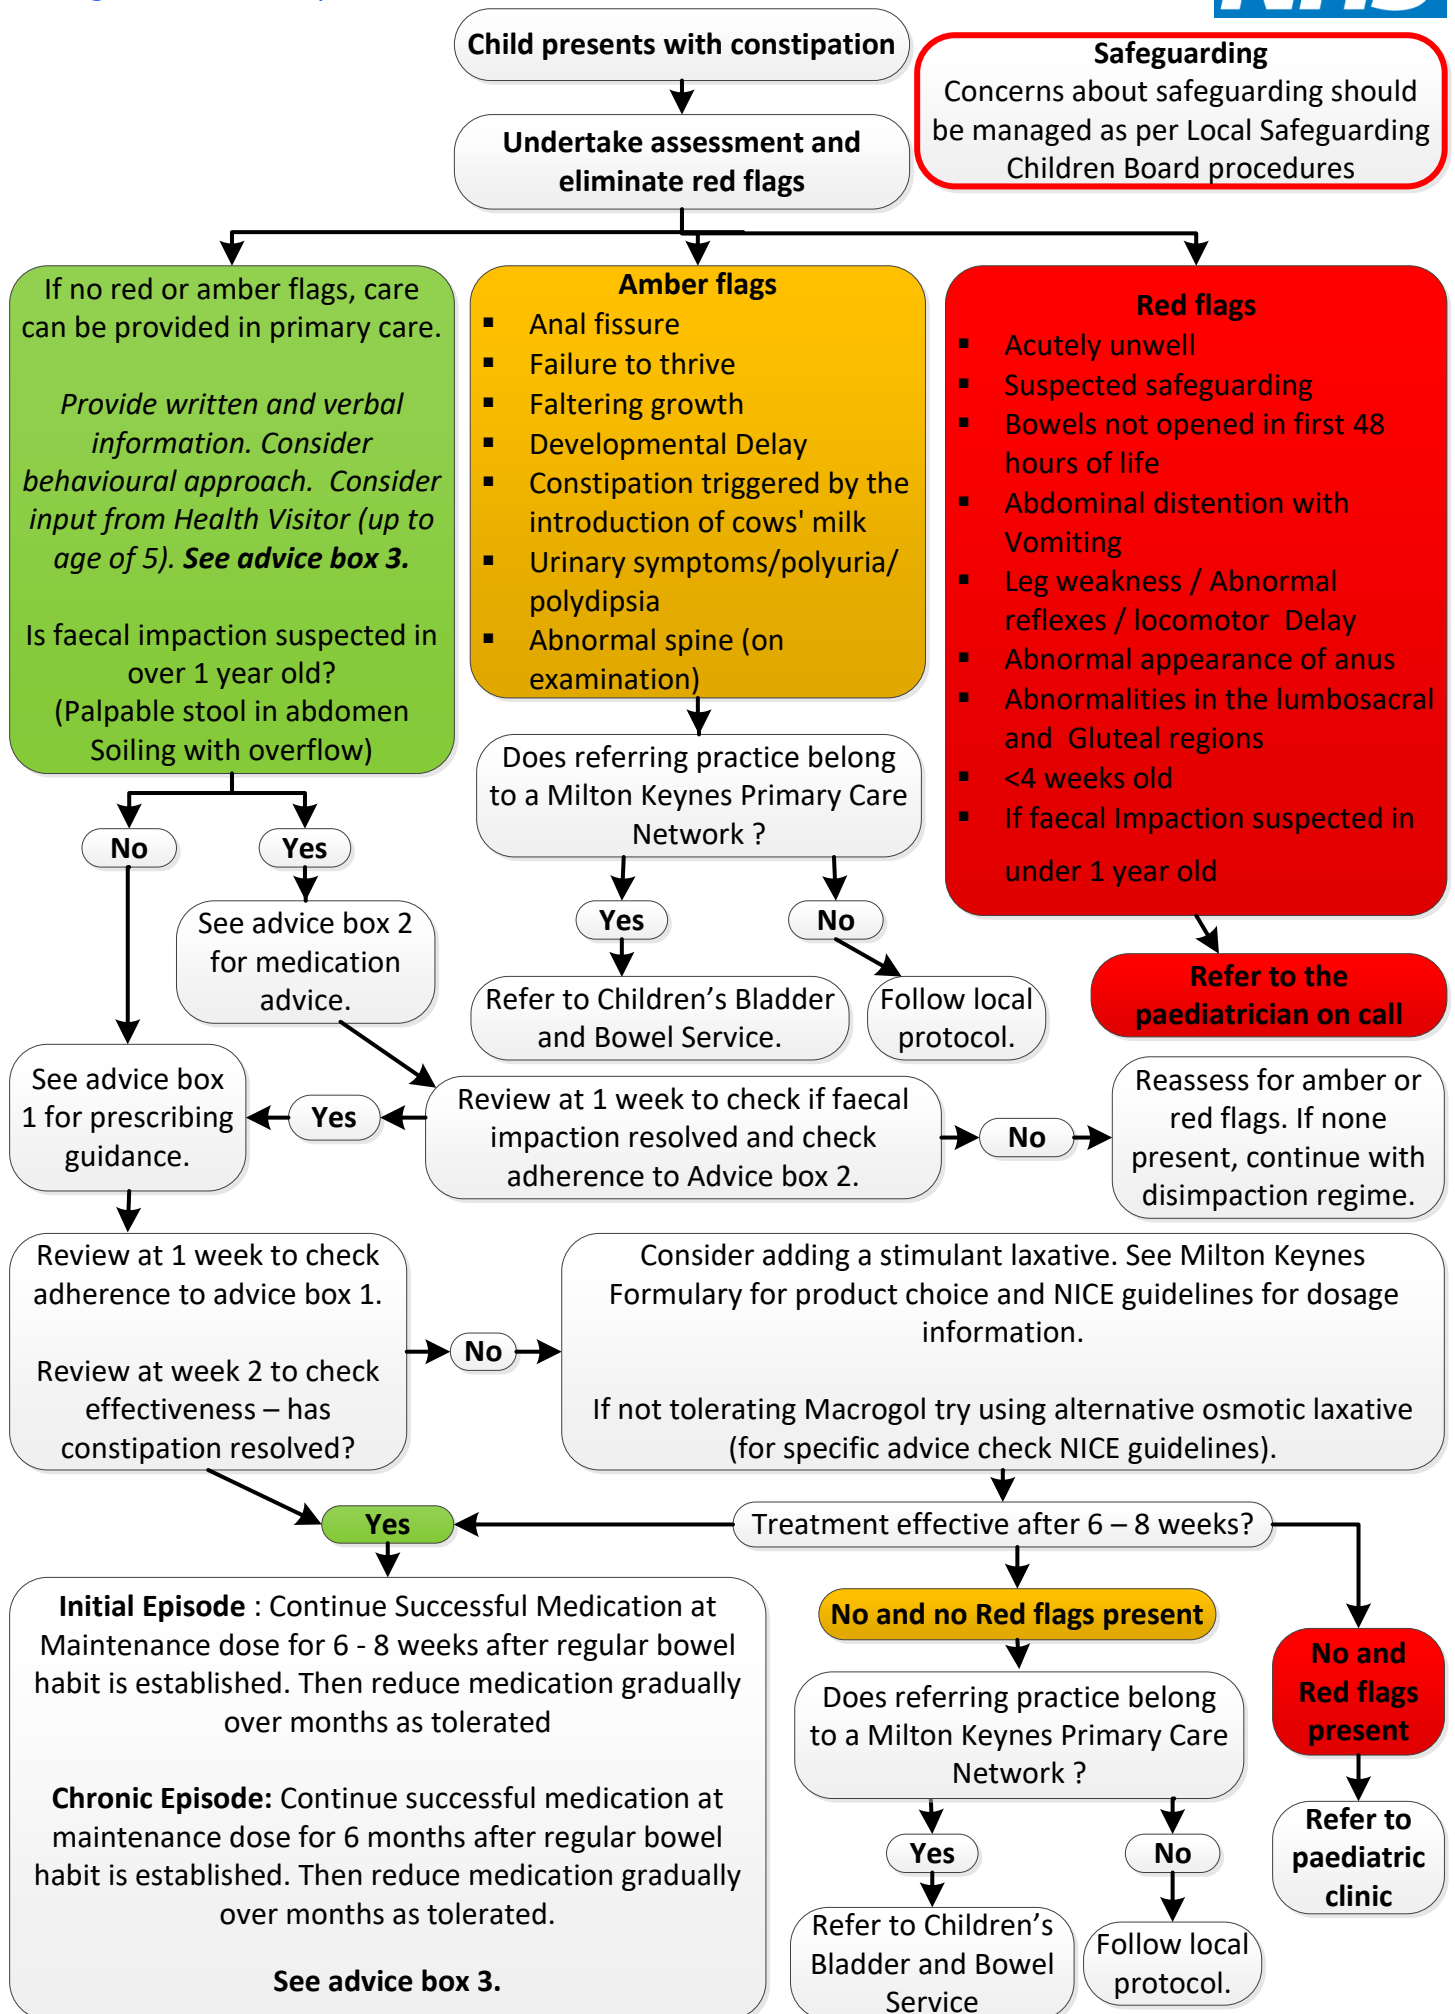 Child presents with constipation
Safeguarding
Concerns about safeguarding should
be managed as per Local Safeguarding
Children Board procedures
Undertake assessment and
eliminate red flags
If no red or amber flags, care
can be provided in primary care.
Provide written and verbal
information. Consider
behavioural approach.  Consider
input from Health Visitor (up to
age of 5). See advice box 3.
Is faecal impaction suspected in
over 1 year old?
(Palpable stool in abdomen
Soiling with overflow)
Amber flags
▪ Anal fissure
▪ Failure to thrive
▪ Faltering growth
▪ Developmental Delay
▪ Constipation triggered by the
introduction of cows' milk
▪ Urinary symptoms/polyuria/
polydipsia
▪ Abnormal spine (on
examination)
Red flags
▪ Acutely unwell
▪ Suspected safeguarding
▪ Bowels not opened in first 48
hours of life
▪ Abdominal distention with
Vomiting
▪ Leg weakness / Abnormal
reflexes / locomotor  Delay
▪ Abnormal appearance of anus
▪ Abnormalities in the lumbosacral
and  Gluteal regions
▪ <4 weeks old
▪ If faecal Impaction suspected in
under 1 year old
No
Yes
See advice box 2
for medication
advice.
Does referring practice belong
to a Milton Keynes Primary Care
Network ?
Yes
No
Refer to Children’s Bladder
and Bowel Service.
Follow local
protocol.
Refer to the
paediatrician on call
See advice box
1 for prescribing
guidance.
Yes
Review at 1 week to check if faecal
impaction resolved and check
adherence to Advice box 2.
No
Reassess for amber or
red flags. If none
present, continue with
disimpaction regime.
Review at 1 week to check
adherence to advice box 1.
Review at week 2 to check
effectiveness – has
constipation resolved?
No
Consider adding a stimulant laxative. See Milton Keynes
Formulary for product choice and NICE guidelines for dosage
information.
If not tolerating Macrogol try using alternative osmotic laxative
(for specific advice check NICE guidelines).
Yes
Treatment effective after 6 – 8 weeks?
Initial Episode : Continue Successful Medication at
Maintenance dose for 6 - 8 weeks after regular bowel
habit is established. Then reduce medication gradually
over months as tolerated
Chronic Episode: Continue successful medication at
maintenance dose for 6 months after regular bowel
habit is established. Then reduce medication gradually
over months as tolerated.
See advice box 3.
No and no Red flags present
Does referring practice belong
to a Milton Keynes Primary Care
Network ?
Yes
No
Refer to Children’s
Bladder and Bowel
Service
Follow local
protocol.
No and
Red flags
present
Refer to
paediatric
clinic